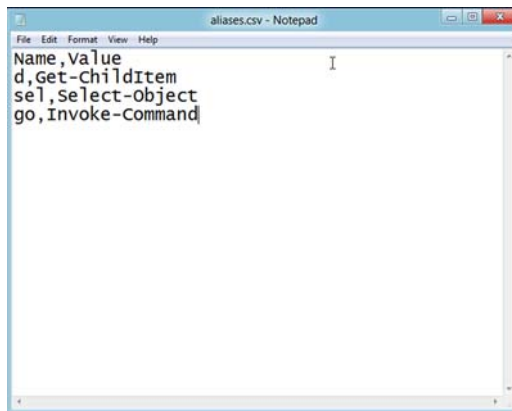 aliases.csv - Notepad
File Edit Format View Help
Name,Value
d,Get-ChildItem
sel,Select-Object
go,Invoke-Command